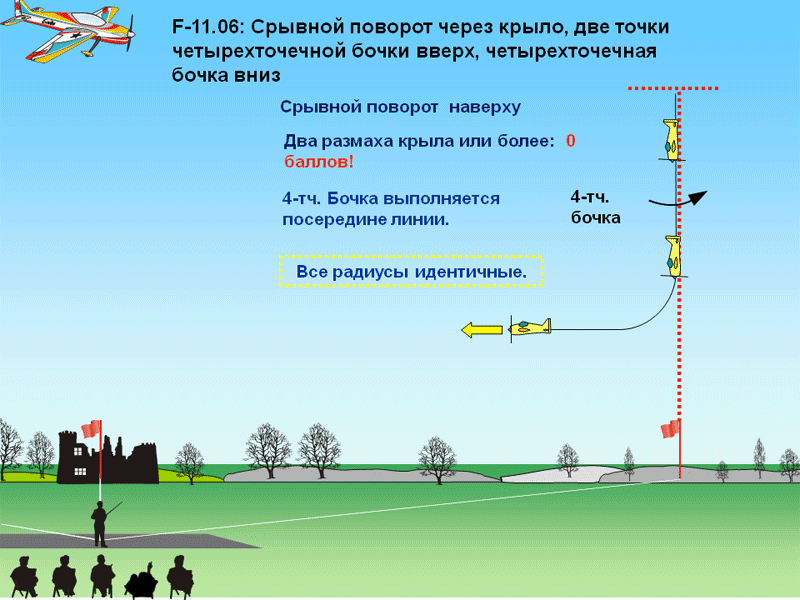 F-11.06: Срывной поворот через крыло, две точки
четырехточечной бочки вверх, четырехточечная
бочка вниз
Срывной поворот наверху
Два размаха крыла или более: 0
баллов!
4-тч. Бочка выполняется
посередине линии.
4-тч.
бочка
Все радиусы идентичные.